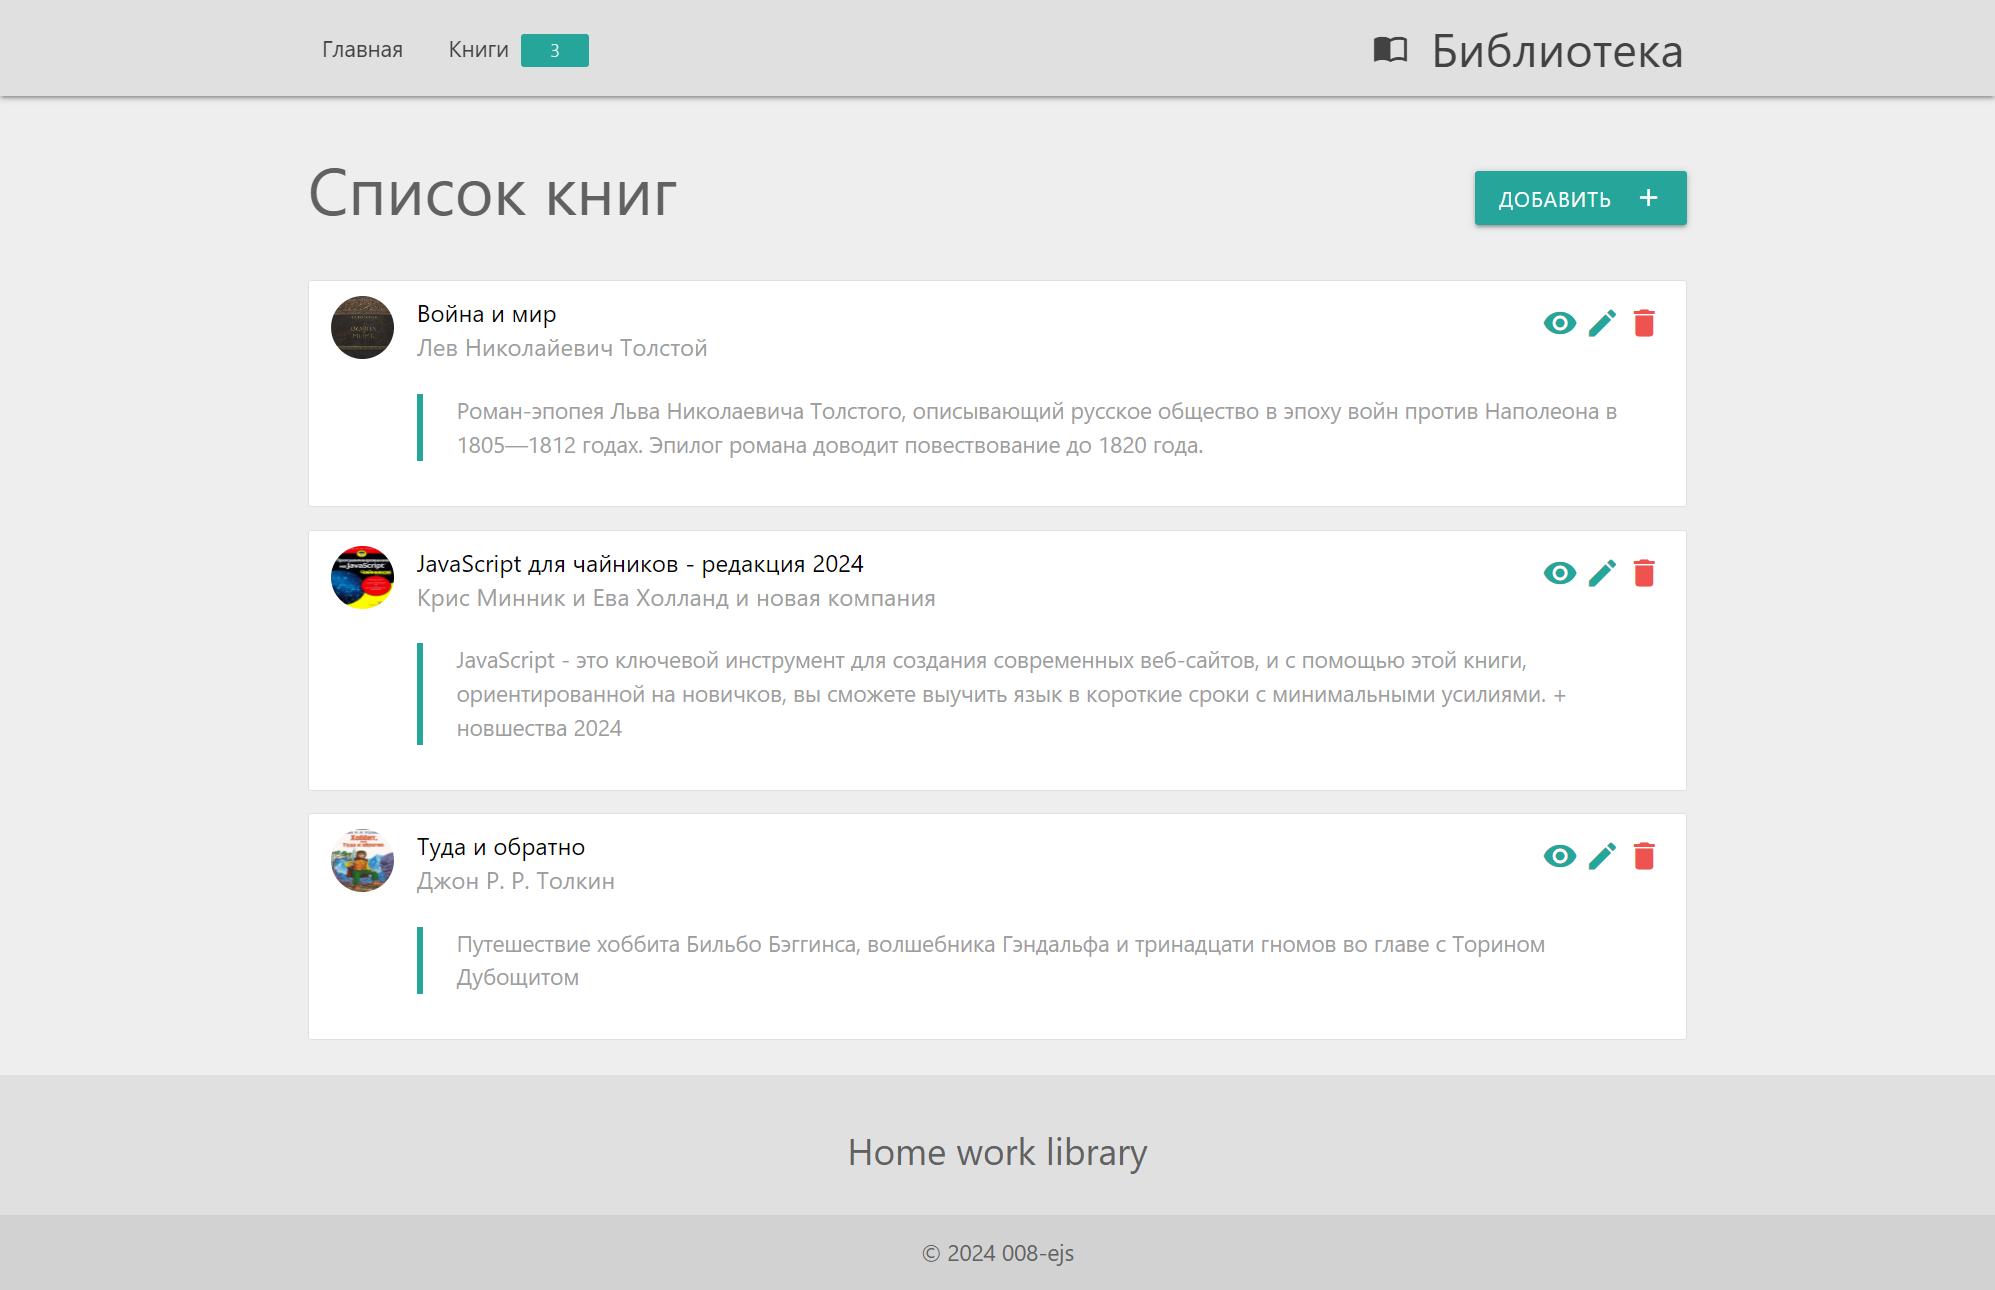 Главная Книги 3 Библиотека
Список книг
ДОБАВИТЬ +
Война и мир
Лев Николайевич Толстой
Роман-эпопея Льва Николаевича Толстого, описывающий русское общество в эпоху войн против Наполеона в
1805—1812 годах. Эпилог романа доводит повествование до 1820 года.
JavaScript для чайников - редакция 2024
Крис Минник и Ева Холланд и новая компания
JavaScript - это ключевой инструмент для создания современных веб-сайтов, и с помощью этой книги,
ориентированной на новичков, вы сможете выучить язык в короткие сроки с минимальными усилиями. +
новшества 2024
Туда и обратно
Джон Р. Р. Толкин
Путешествие хоббита Бильбо Бэггинса, волшебника Гэндальфа и тринадцати гномов во главе с Торином
Дубощитом
Home work library
© 2024 008-ejs